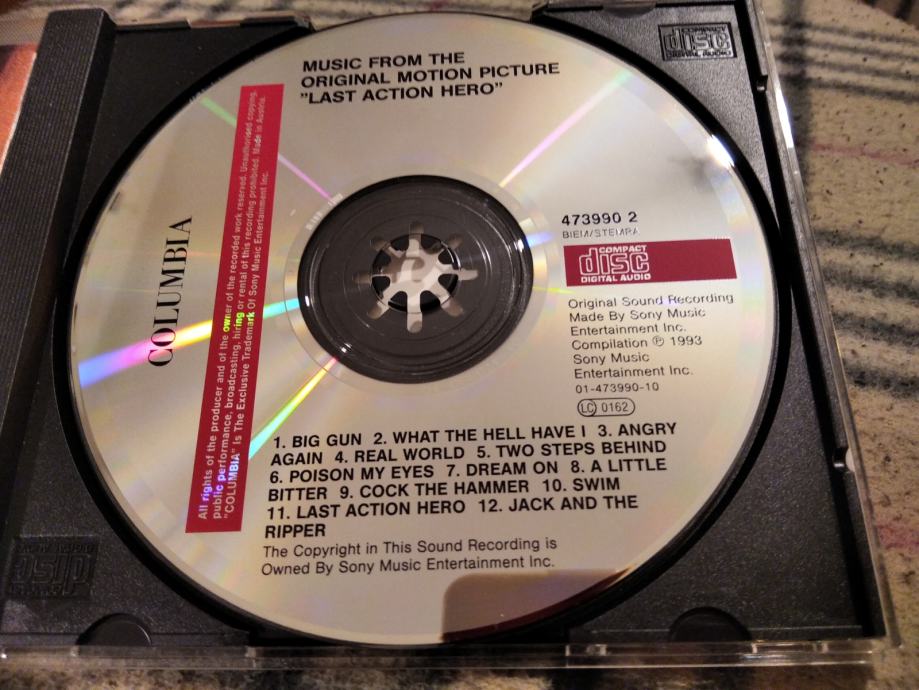 MUSIC FROM THE
ORIGINAL MOTION PICTURE
"LAST ACTION HERO"
COMPACT
disc
DIGITAL AUDIO
COLUMBIA
All rights of the producer and of the owner of the recorded work reserved. Unauthorised copying,
public performance, broadcasting, hiring or rental of this recording prohibited. Made in Austria.
"COLUMBIA" Is The Exclusive Trademark Of Sony Music Entertainment Inc.
473990 2
BIEM/STEMRA
COMPACT
disc
DIGITAL AUDIO
Original Sound Recording
Made By Sony Music
Entertainment Inc.
Compilation ℗ 1993
Sony Music
Entertainment Inc.
01-473990-10
LC 0162
1. BIG GUN 2. WHAT THE HELL HAVE I 3. ANGRY
AGAIN 4. REAL WORLD 5. TWO STEPS BEHIND
6. POISON MY EYES 7. DREAM ON 8. A LITTLE
BITTER 9. COCK THE HAMMER 10. SWIM
11. LAST ACTION HERO 12. JACK AND THE
RIPPER
The Copyright in This Sound Recording is
Owned By Sony Music Entertainment Inc.